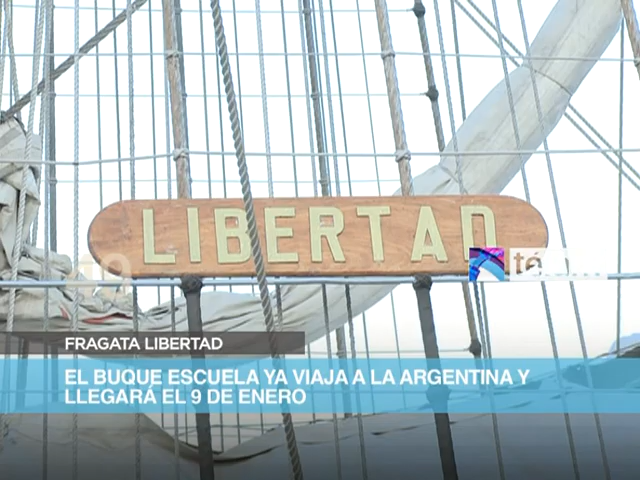 LIBERTAD
FRAGATA LIBERTAD
EL BUQUE ESCUELA YA VIAJA A LA ARGENTINA Y
LLEGARÁ EL 9 DE ENERO